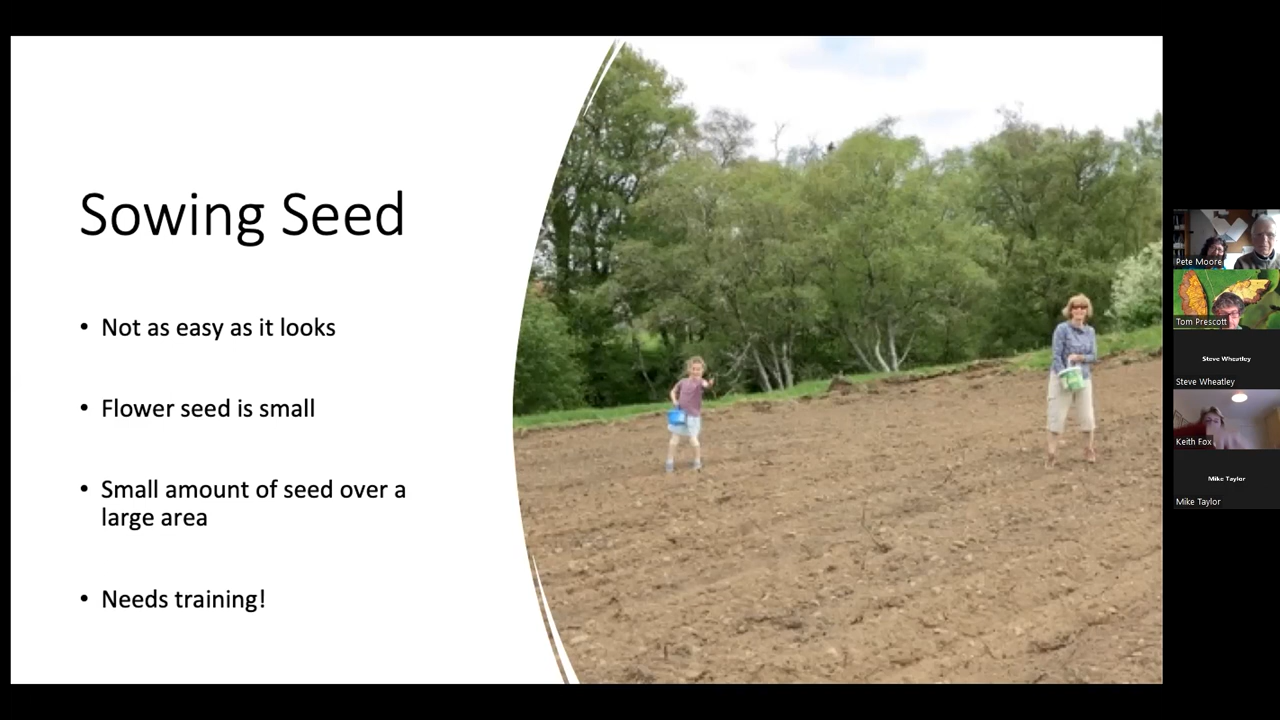 Sowing Seed
• Not as easy as it looks
• Flower seed is small
• Small amount of seed over a
large area
• Needs training!
Pete Moore
Tom Prescott
Steve Wheatley
Steve Wheatley
Keith Fox
Mike Taylor
Mike Taylor